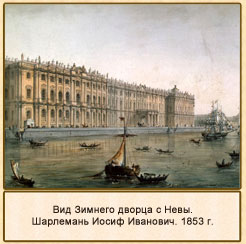 Вид Зимнего дворца с Невы.
Шарлемань Иосиф Иванович. 1853 г.